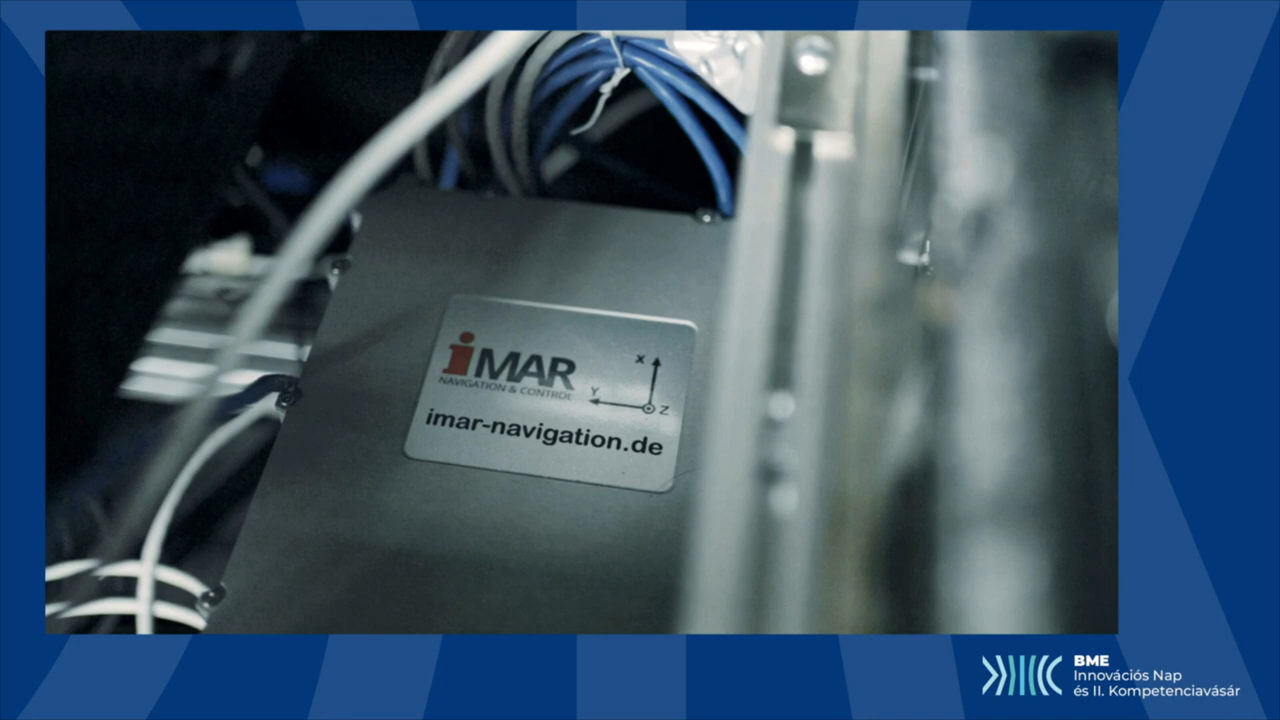 iMAR
NAVIGATION & CONTROL
imar-navigation.de
X
Y
Z
BME
Innovációs Nap
és II. Kompetenciavásár